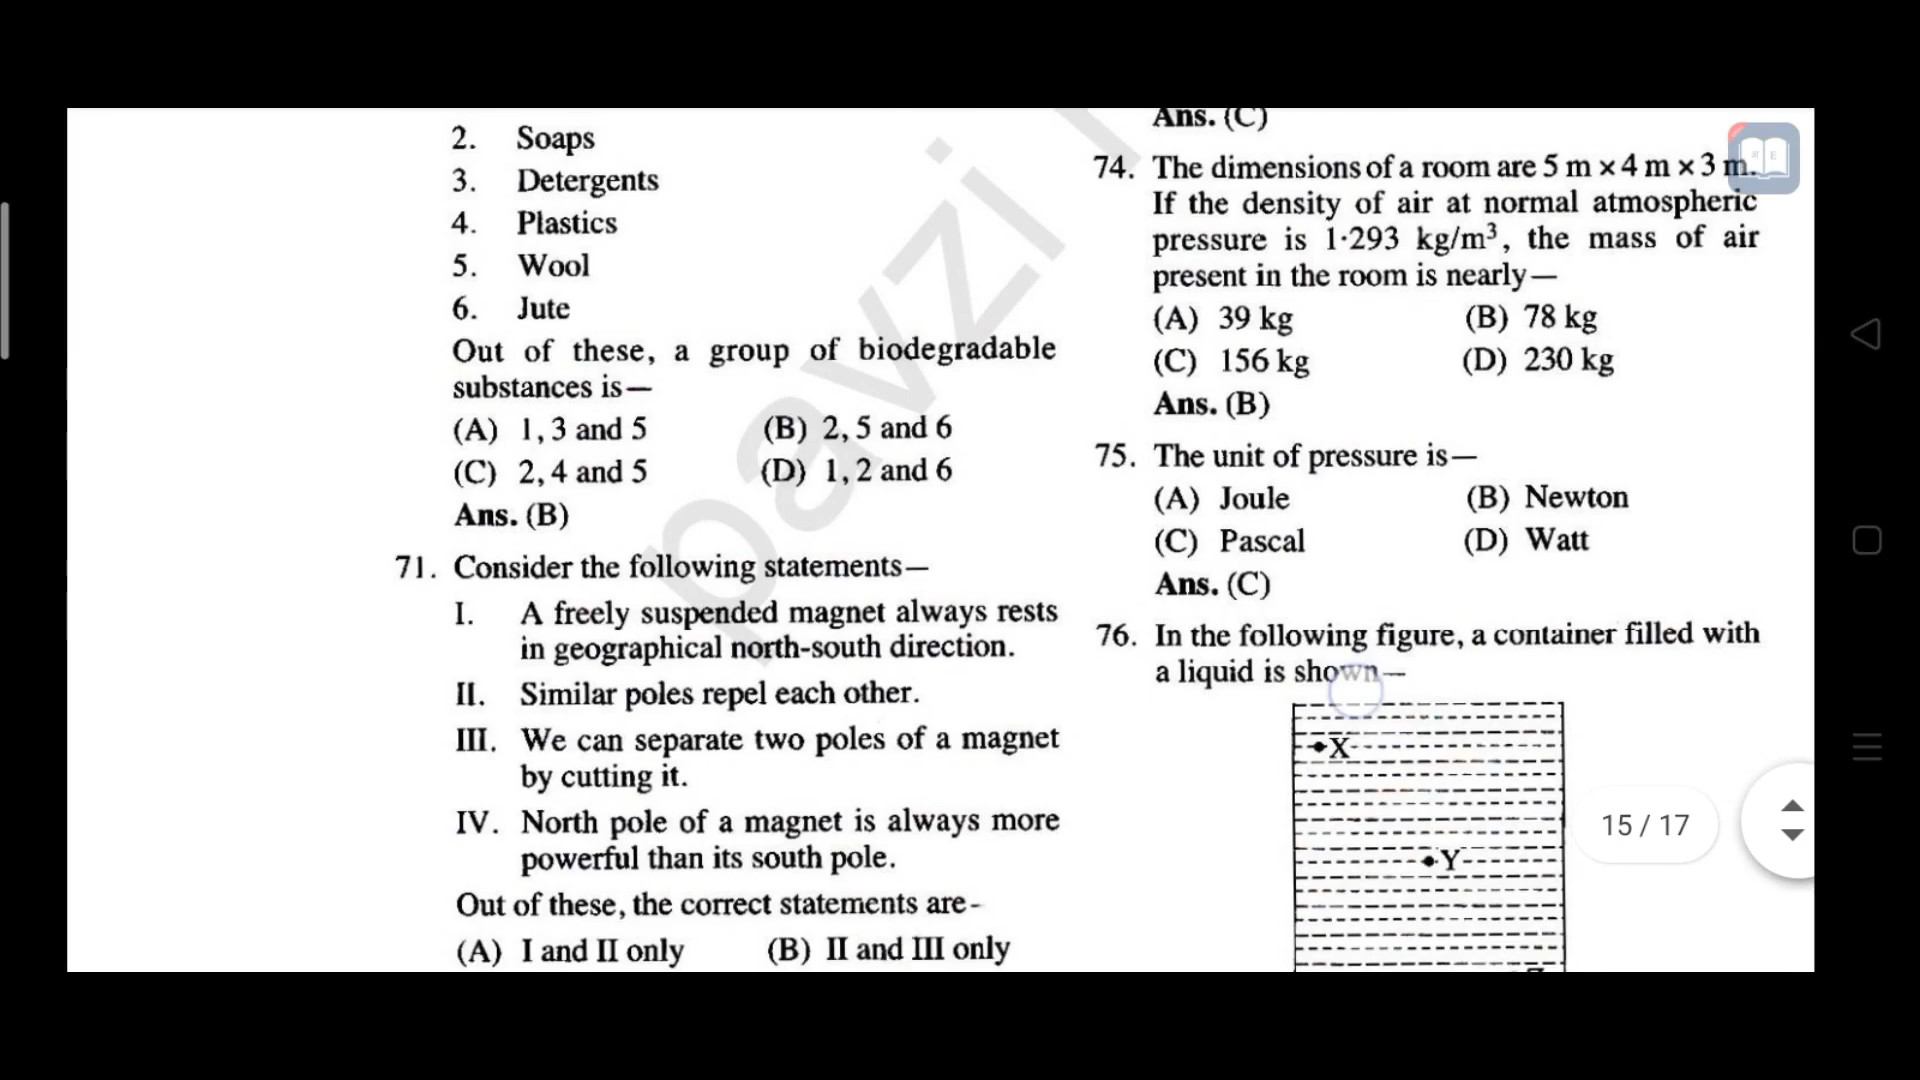 2. Soaps
3. Detergents
4. Plastics
5. Wool
6. Jute
Out of these, a group of biodegradable
substances is—
(A) 1, 3 and 5 (B) 2, 5 and 6
(C) 2, 4 and 5 (D) 1, 2 and 6
Ans. (B)
71. Consider the following statements—
I. A freely suspended magnet always rests
in geographical north-south direction.
II. Similar poles repel each other.
III. We can separate two poles of a magnet
by cutting it.
IV. North pole of a magnet is always more
powerful than its south pole.
Out of these, the correct statements are-
(A) I and II only (B) II and III only
Ans. (C)
74. The dimensions of a room are 5 m × 4 m × 3 m.
If the density of air at normal atmospheric
pressure is 1·293 kg/m³, the mass of air
present in the room is nearly—
(A) 39 kg (B) 78 kg
(C) 156 kg (D) 230 kg
Ans. (B)
75. The unit of pressure is—
(A) Joule (B) Newton
(C) Pascal (D) Watt
Ans. (C)
76. In the following figure, a container filled with
a liquid is shown—
X
Y
15 / 17
pavzi